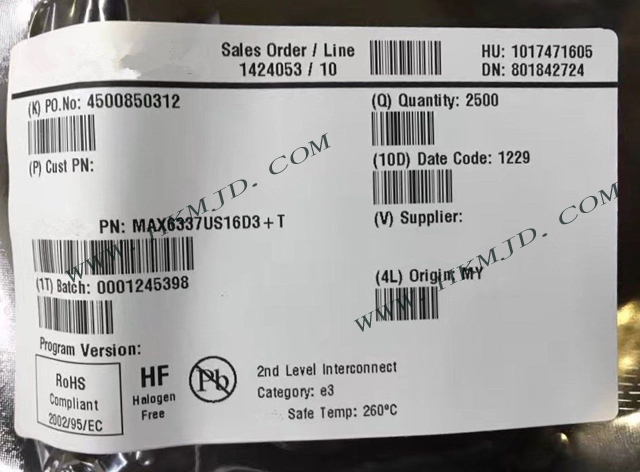 Sales Order / Line
1424053 / 10
HU: 1017471605
DN: 801842724
(K) PO.No: 4500850312
(Q) Quantity: 2500
(P) Cust PN:
(10D) Date Code: 1229
PN: MAX6337US16D3+T
(V) Supplier:
(1T) Batch: 0001245398
(4L) Origin: MY
Program Version:
RoHS
Compliant
2002/95/EC
HF
Halogen
Free
Pb
2nd Level Interconnect
Category: e3
Safe Temp: 260ºC
WWW.HKMJD.COM
WWW.HKMJD.COM